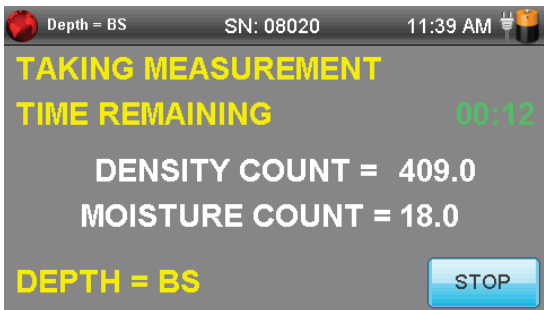 Depth = BS SN: 08020 11:39 AM
TAKING MEASUREMENT
TIME REMAINING 00:12
DENSITY COUNT = 409.0
MOISTURE COUNT = 18.0
DEPTH = BS STOP